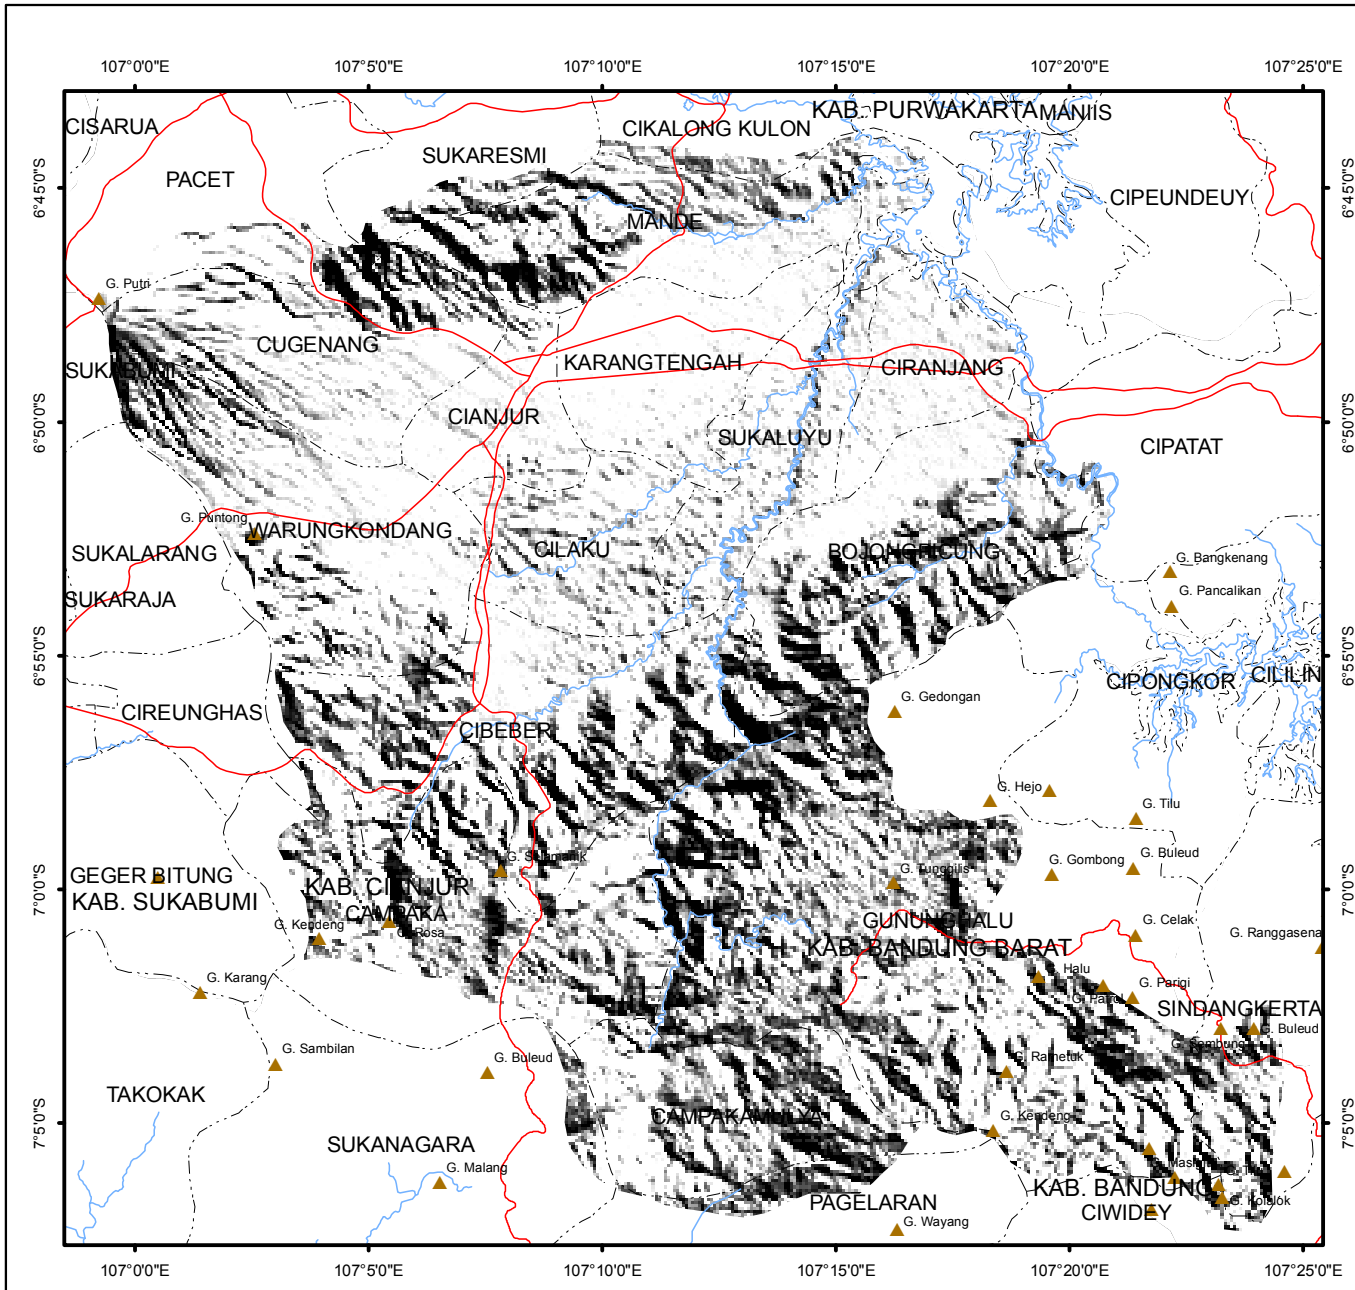 107°0'0"E 107°5'0"E 107°10'0"E 107°15'0"E 107°20'0"E 107°25'0"E
KAB. PURWAKARTA MANIIS
CISARUA
CIKALONG KULON
SUKARESMI
PACET
6°45'0"S
6°45'0"S
CIPEUNDEUY
MANDE
G. Putri
CUGENANG
KARANGTENGAH
CIRANJANG
SUKABUMI
CIANJUR
6°50'0"S
6°50'0"S
SUKALUYU
CIPATAT
G. Puntong
WARUNGKONDANG
SUKALARANG
CILAKU
BOJONGPICUNG
G. Bangkenang
G. Pancalikan
SUKARAJA
6°55'0"S
6°55'0"S
CIPONGKOR
CILILIN
G. Gedongan
CIREUNGHAS
CIBEBER
G. Hejo
G. Tilu
G. Gombong
G. Buleud
GEGER BITUNG
KAB. SUKABUMI
KAB. CIANJUR
CAMPAKA
G. Tunggilis
7°0'0"S
7°0'0"S
G. Kendeng
G. Rosa
GUNUNGHALU
KAB. BANDUNG BARAT
G. Celak
G. Ranggasena
G. Karang
Halu
G. Parigi
G. Patrol
SINDANGKERTA
G. Buleud
G. Sambung
G. Sambilan
G. Buleud
G. Rametuk
TAKOKAK
CAMPAKAMULYA
G. Kendeng
7°5'0"S
7°5'0"S
SUKANAGARA
G. Malang
PAGELARAN
KAB. BANDUNG
CIWIDEY
G. Wayang
107°0'0"E 107°5'0"E 107°10'0"E 107°15'0"E 107°20'0"E 107°25'0"E